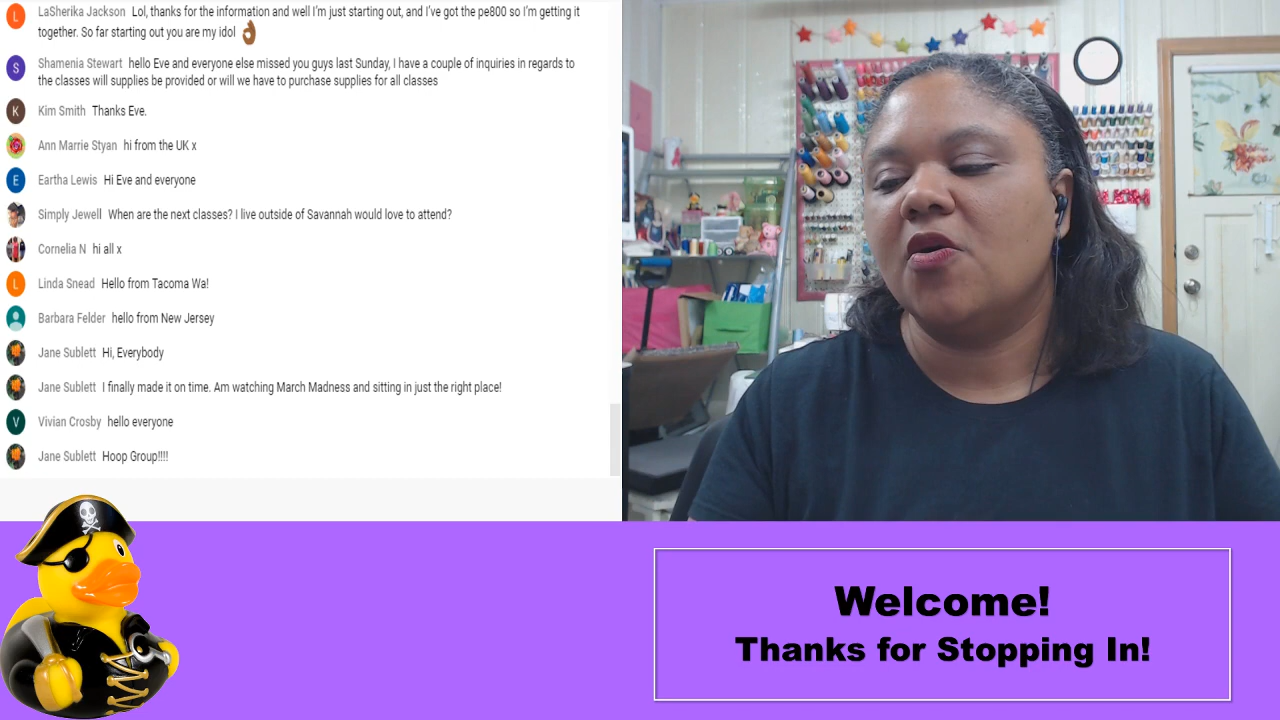 L LaSherika Jackson Lol, thanks for the information and well I'm just starting out, and I've got the pe800 so I'm getting it
together. So far starting out you are my idol 👌🏾
S Shamenia Stewart hello Eve and everyone else missed you guys last Sunday, I have a couple of inquiries in regards to
the classes will supplies be provided or will we have to purchase supplies for all classes
K Kim Smith Thanks Eve.
Ann Marrie Styan hi from the UK x
E Eartha Lewis Hi Eve and everyone
Simply Jewell When are the next classes? I live outside of Savannah would love to attend?
Cornelia N hi all x
L Linda Snead Hello from Tacoma Wa!
Barbara Felder hello from New Jersey
Jane Sublett Hi, Everybody
Jane Sublett I finally made it on time. Am watching March Madness and sitting in just the right place!
V Vivian Crosby hello everyone
Jane Sublett Hoop Group!!!!
Welcome!
Thanks for Stopping In!